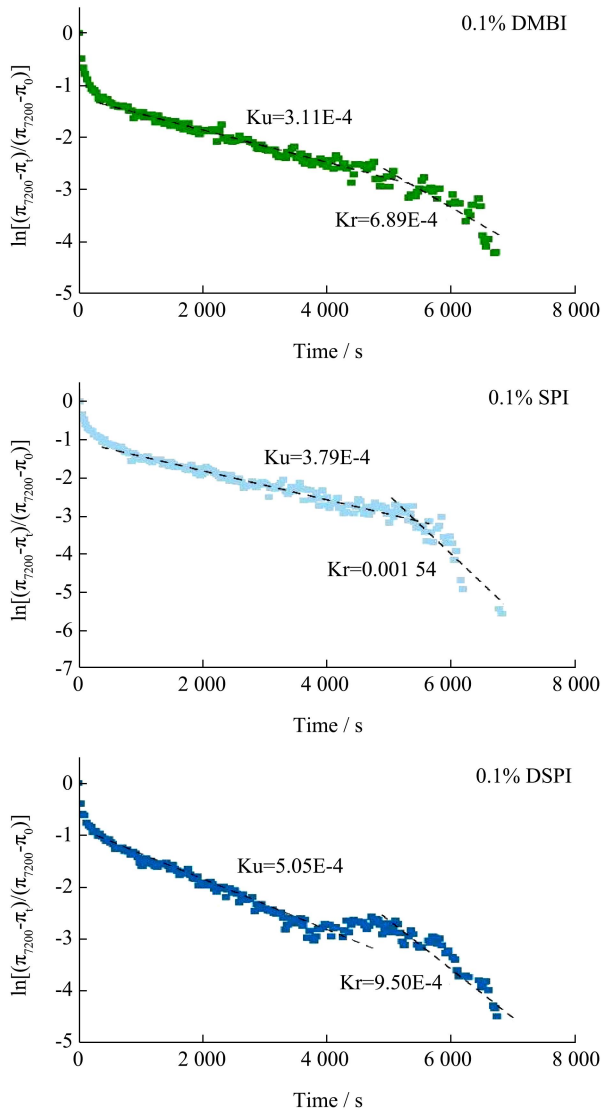 0.1% DMBI
0
-1
-2
-3
-4
-5
ln[(π7200-πt)/(π7200-π0)]
Ku=3.11E-4
Kr=6.89E-4
0 2 000 4 000 6 000 8 000
Time / s
0.1% SPI
0
-1
-2
-3
-4
-5
-6
-7
ln[(π7200-πt)/(π7200-π0)]
Ku=3.79E-4
Kr=0.001 54
0 2 000 4 000 6 000 8 000
Time / s
0.1% DSPI
0
-1
-2
-3
-4
-5
ln[(π7200-πt)/(π7200-π0)]
Ku=5.05E-4
Kr=9.50E-4
0 2 000 4 000 6 000 8 000
Time / s